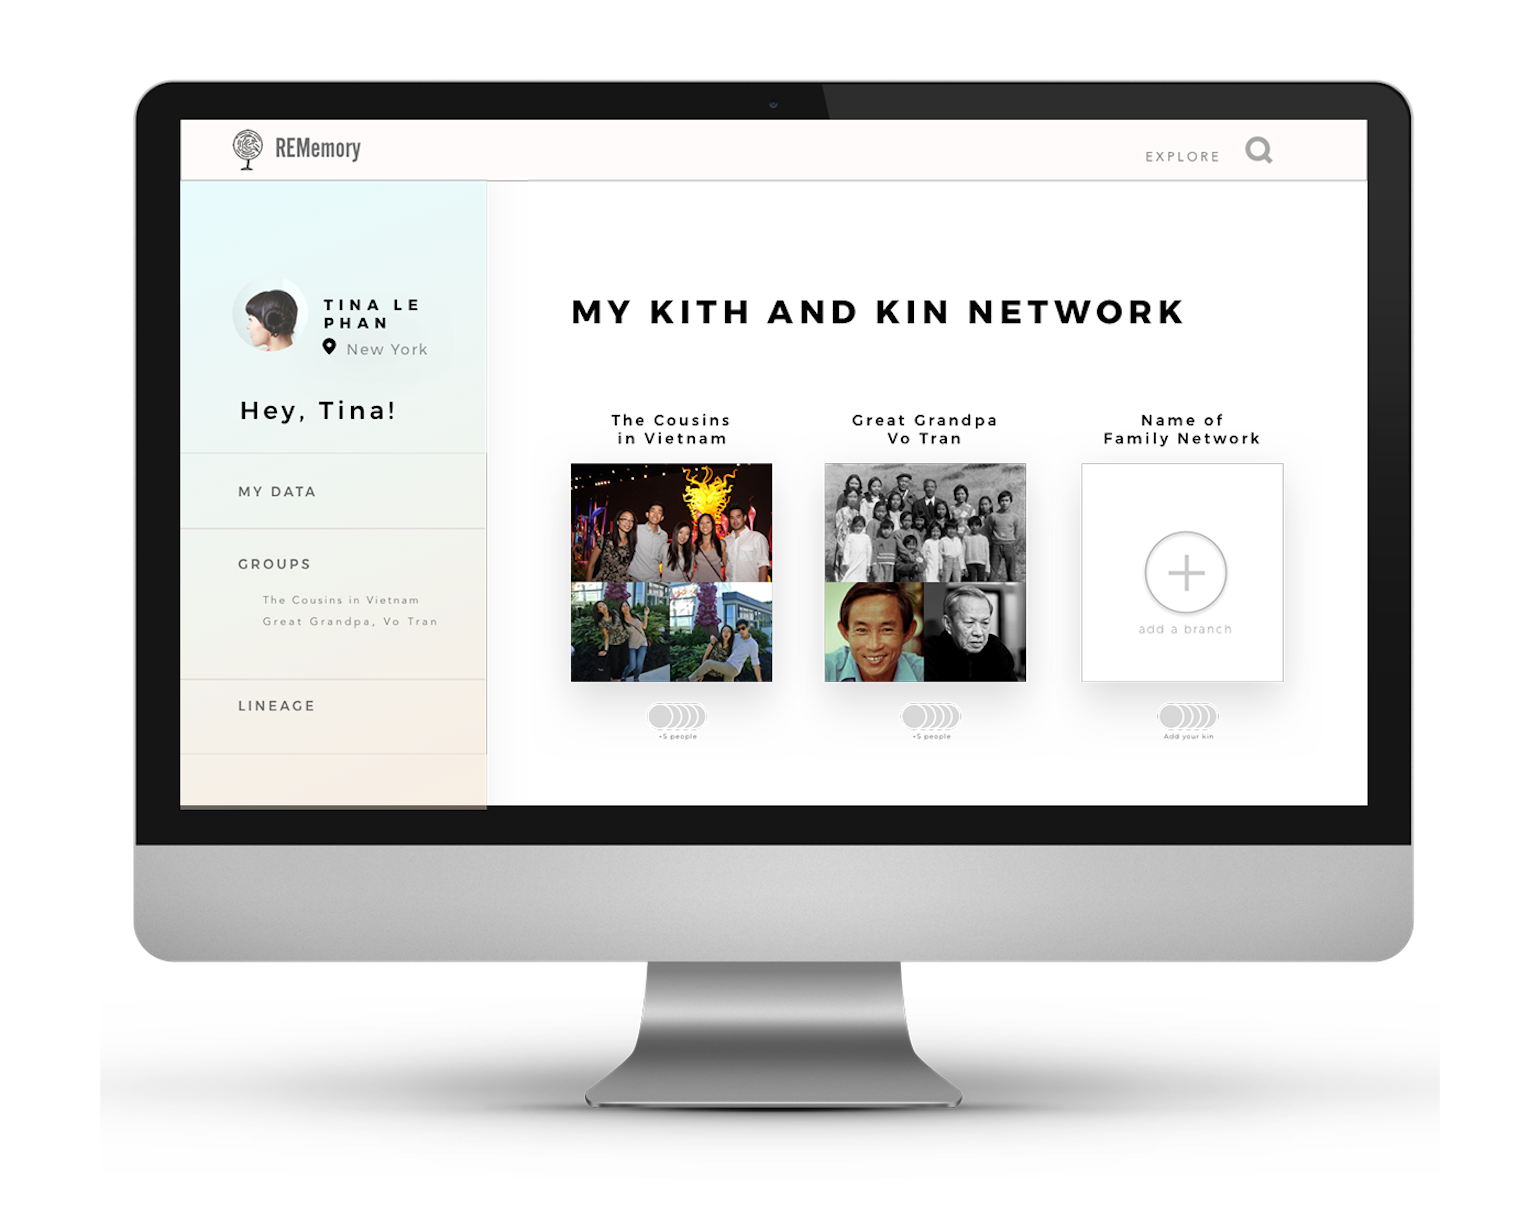 REMemory
EXPLORE
TINA LE
PHAN
New York
Hey, Tina!
MY DATA
GROUPS
The Cousins in Vietnam
Great Grandpa, Vo Tran
LINEAGE
MY KITH AND KIN NETWORK
The Cousins
in Vietnam
+5 people
Great Grandpa
Vo Tran
+5 people
Name of
Family Network
add a branch
Add your kin